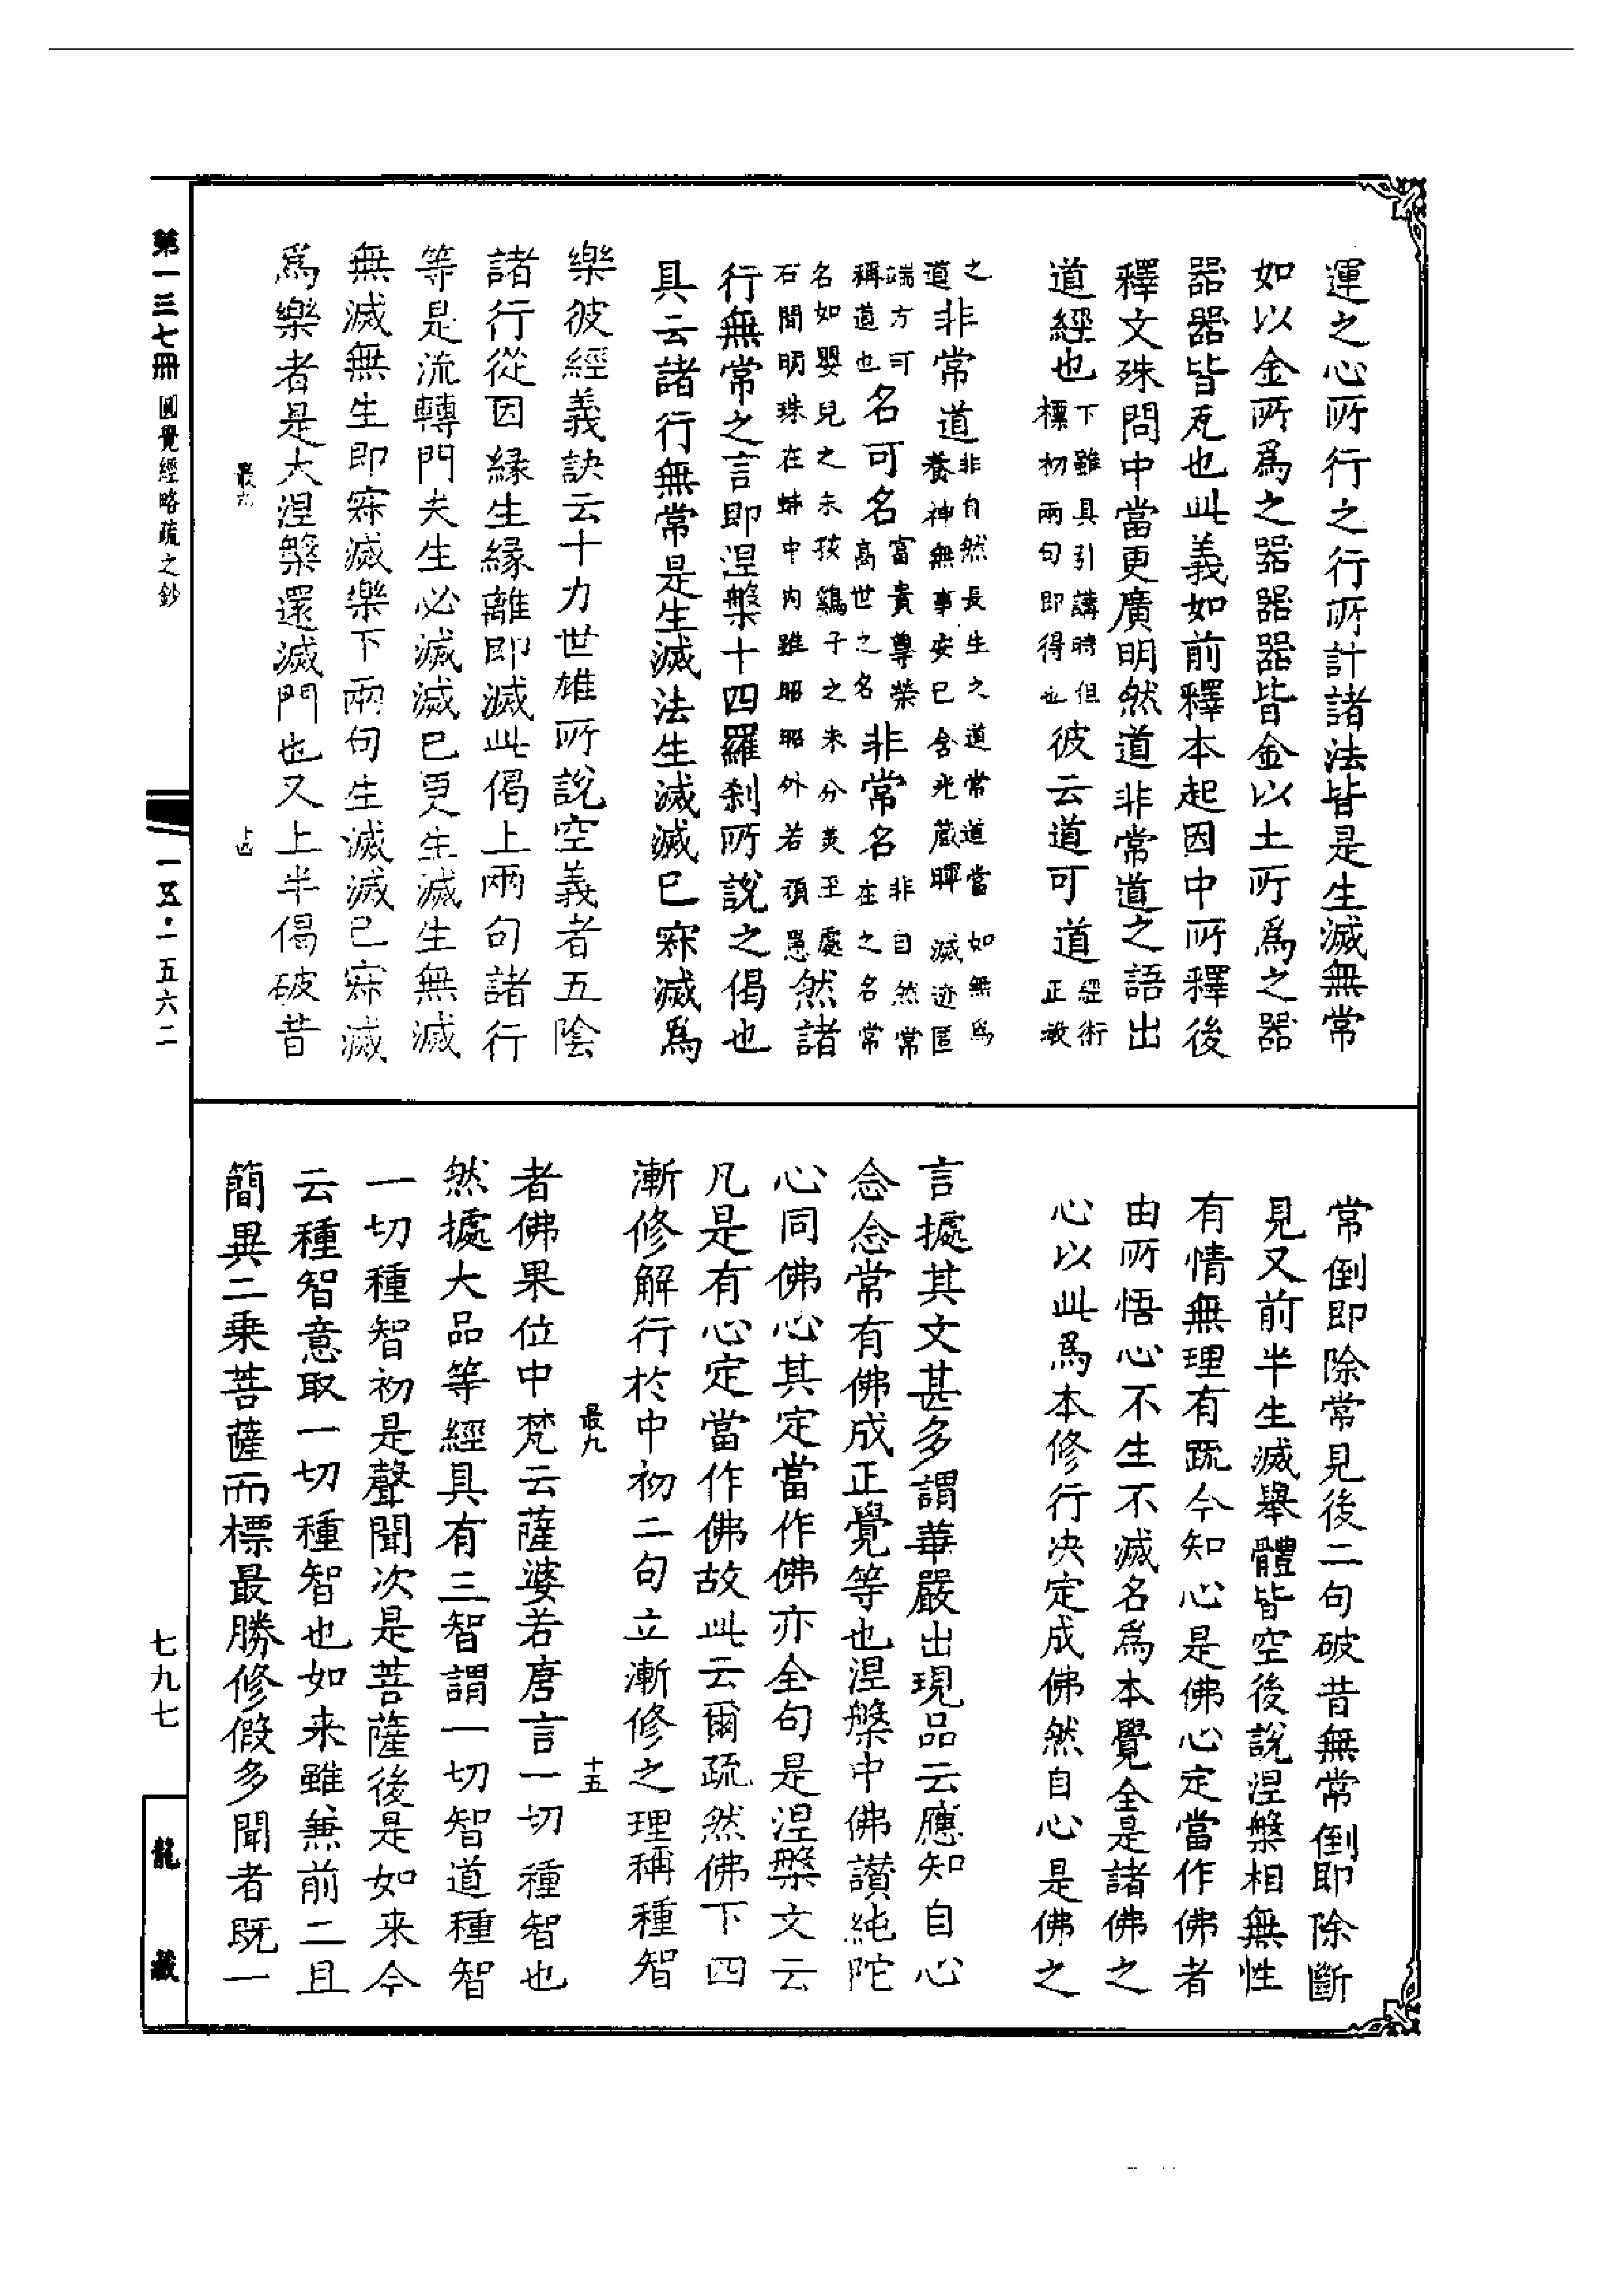 運之心所行之行所計諸法皆是生滅無常
如以金所爲之器器器皆金以土所爲之器
器器皆瓦也此義如前釋本起因中所釋後
釋文殊問中當更廣明然道非常道之語出
道經也下雖具引講時但標初兩句即得也彼云道可道經術正教
之道非常道非自然長生之道常道當如無爲養神無事安已含光蔵暉滅迹匿
端方可稱道也名可名富貴尊榮高世之名非常名非自然常在之名常
名如嬰兒之未孩鷄子之未分羙至處石間明珠在蚌中内雖昭昭外若頑愚然諸
行無常之言即涅槃十四羅刹所說之偈也
具云諸行無常是生滅法生滅滅已寂滅爲
樂彼經義訣云十力世雄所說空義者五陰
諸行從因緣生緣離即滅此偈上兩句諸行
等是流轉門夫生必滅滅已更生滅生無滅
無滅無生即寂滅樂下兩句生滅滅已寂滅
爲樂者是大涅槃還滅門也又上半偈破昔
最九
十五
常倒即除常見後二句破昔無常倒即除斷
見又前半生滅舉體皆空後說涅槃相無性
有情無理有疏今知心是佛心定當作佛者
由所悟心不生不滅名爲本覺全是諸佛之
心以此爲本修行决定成佛然自心是佛之
言據其文甚多謂華嚴出現品云應知自心
念念常有佛成正覺等也涅槃中佛讃純陀
心同佛心其定當作佛亦全句是涅槃文云
凡是有心定當作佛故此云爾疏然佛下四
漸修解行於中初二句立漸修之理稱種智
最九
十五
者佛果位中梵云薩婆若唐言一切種智也
然據大品等經具有三智謂一切智道種智
一切種智初是聲聞次是菩薩後是如来今
云種智意取一切種智也如来雖兼前二且
簡異二乗菩薩而標最勝修假多聞者既一
第一三七冊 圓覺經略疏之鈔
一五·一五六二
七九七
龍藏